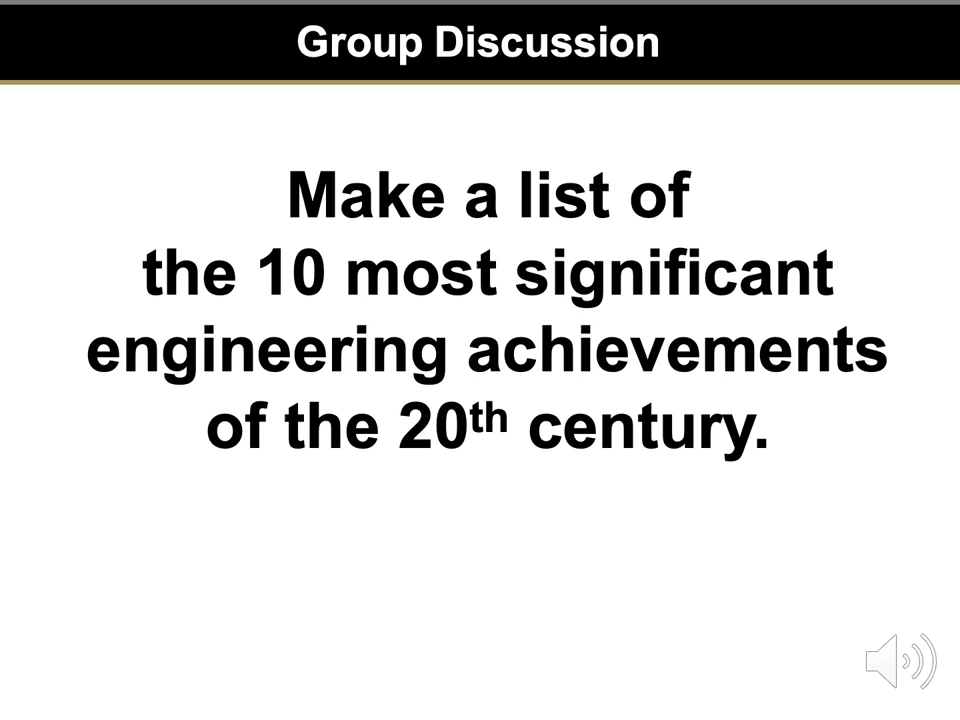 Group Discussion
Make a list of
the 10 most significant
engineering achievements
of the 20th century.